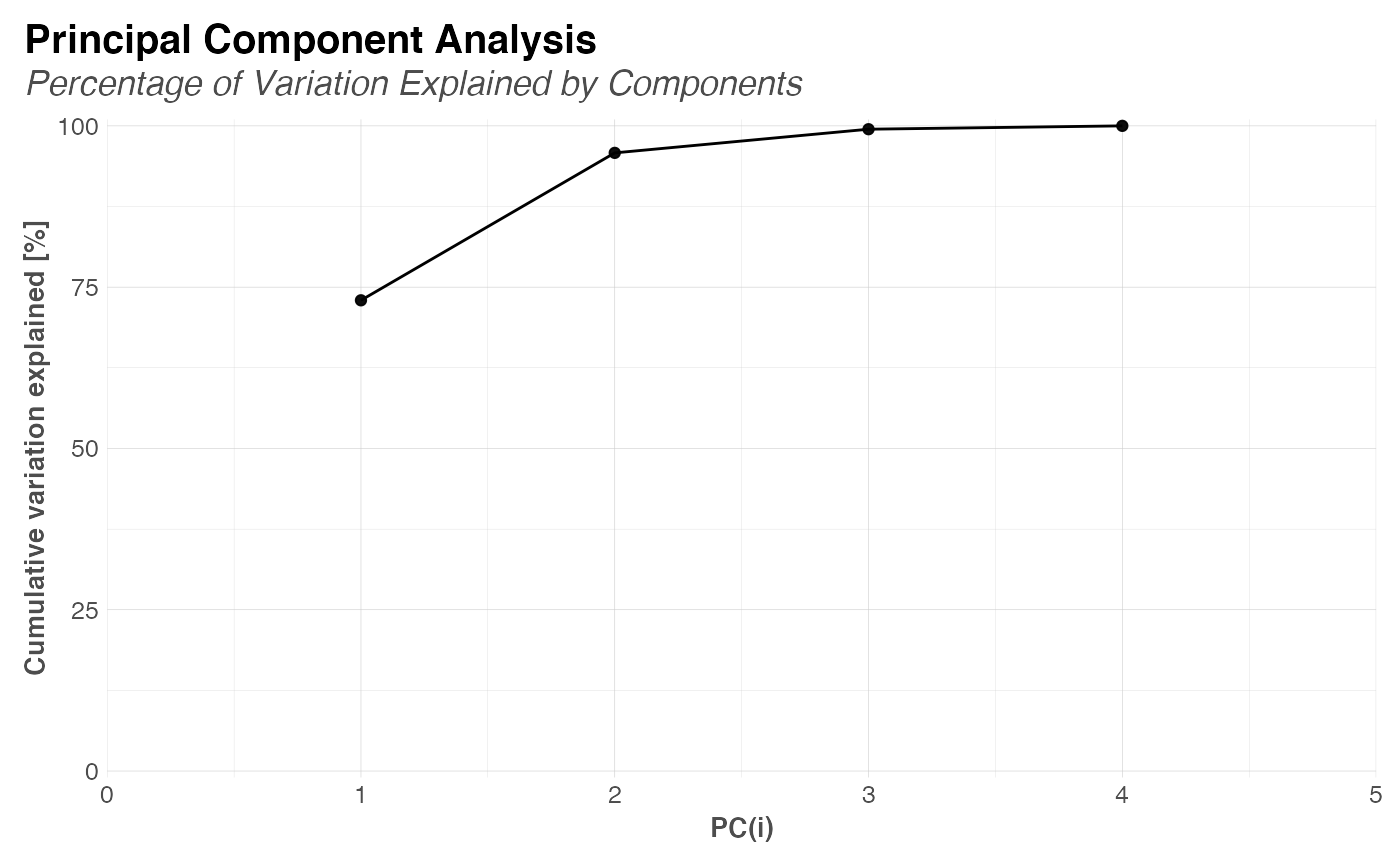 Principal Component Analysis
Percentage of Variation Explained by Components
Cumulative variation explained [%]
100
75
50
25
0
0 1 2 3 4 5
PC(i)